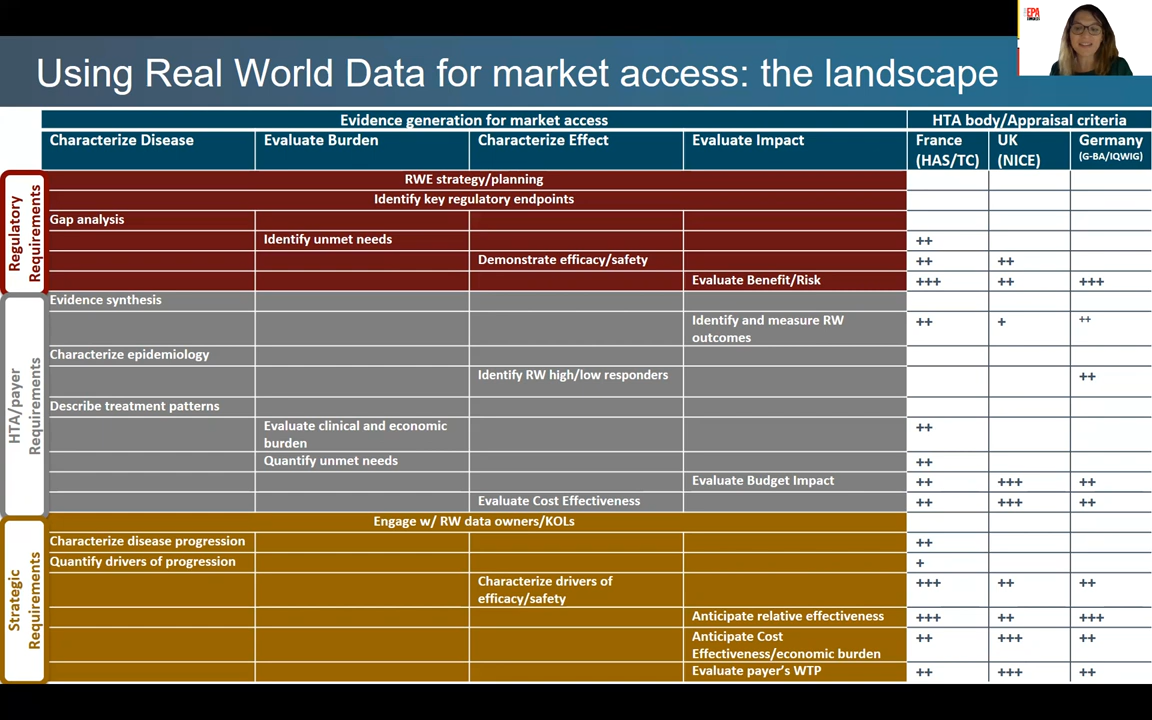 EPA
Using Real World Data for market access: the landscape
Evidence generation for market access
HTA body/Appraisal criteria
Characterize Disease
Evaluate Burden
Characterize Effect
Evaluate Impact
France
(HAS/TC)
UK
(NICE)
Germany
(G-BA/IQWIG)
Regulatory
Requirements
RWE strategy/planning
Identify key regulatory endpoints
Gap analysis
Identify unmet needs
++
Demonstrate efficacy/safety
++
++
Evaluate Benefit/Risk
+++
++
+++
HTA/payer
Requirements
Evidence synthesis
Identify and measure RW
outcomes
++
+
++
Characterize epidemiology
Identify RW high/low responders
++
Describe treatment patterns
Evaluate clinical and economic
burden
++
Quantify unmet needs
++
Evaluate Budget Impact
++
+++
++
Evaluate Cost Effectiveness
++
+++
++
Strategic
Requirements
Engage w/ RW data owners/KOLs
Characterize disease progression
++
Quantify drivers of progression
+
Characterize drivers of
efficacy/safety
+++
++
++
Anticipate relative effectiveness
+++
++
+++
Anticipate Cost
Effectiveness/economic burden
++
+++
++
Evaluate payer's WTP
++
+++
++